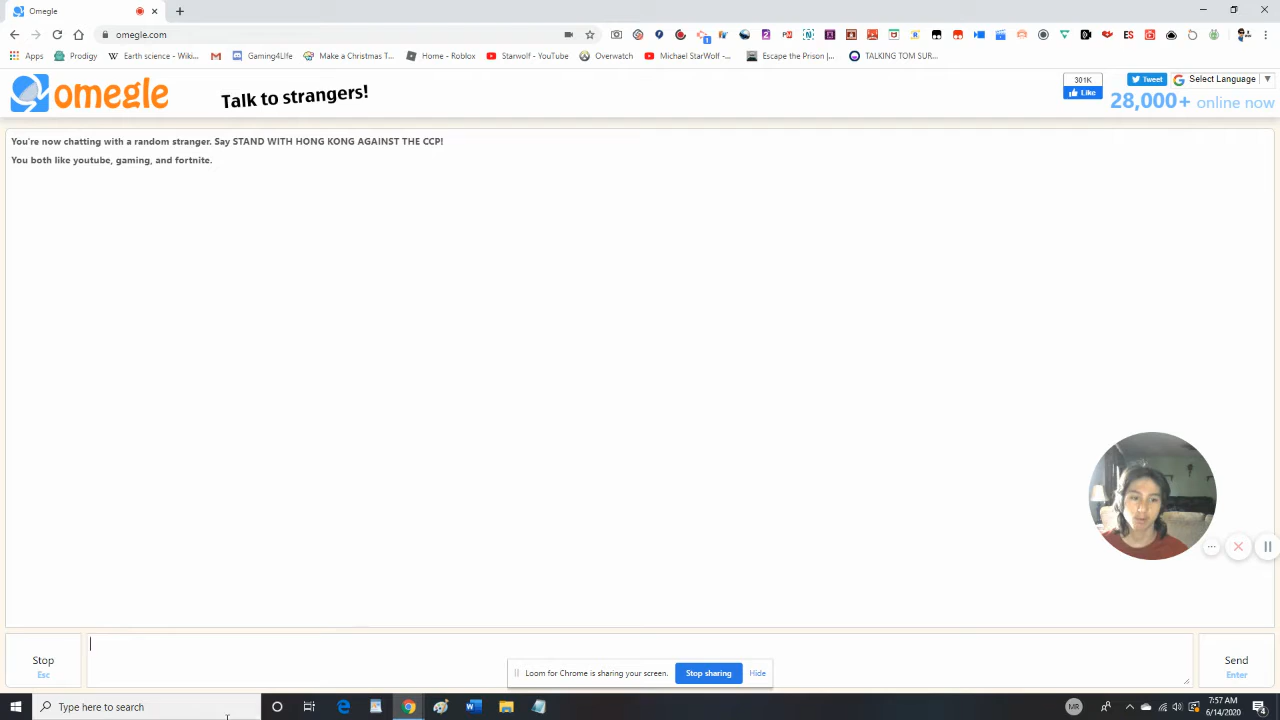 Omegle
omegle.com
Apps
Prodigy
Earth science - Wiki...
Gaming4Life
Make a Christmas T...
Home - Roblox
Starwolf - YouTube
Overwatch
Michael StarWolf -...
Escape the Prison |...
TALKING TOM SUR...
omegle
Talk to strangers!
301K
Like
Tweet
Select Language
28,000+ online now
You're now chatting with a random stranger. Say STAND WITH HONG KONG AGAINST THE CCP!
You both like youtube, gaming, and fortnite.
Stop
Esc
Loom for Chrome is sharing your screen.
Stop sharing
Hide
Send
Enter
Type here to search
MR
7:57 AM
6/14/2020